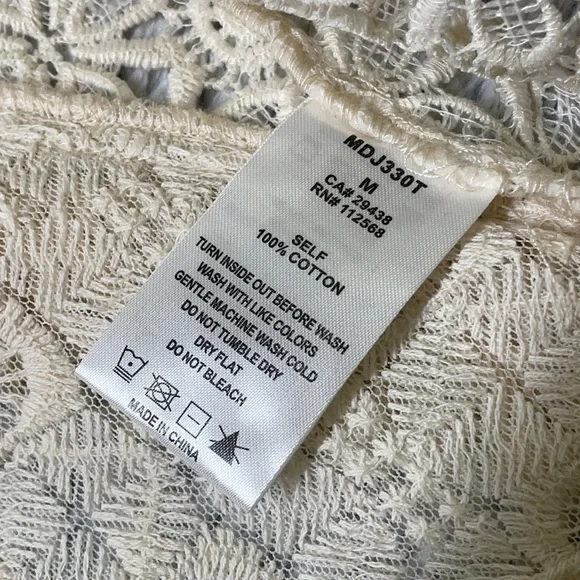 MDJ330T
M
CA# 29438
RN# 112568
SELF
100% COTTON
TURN INSIDE OUT BEFORE WASH
WASH WITH LIKE COLORS
GENTLE MACHINE WASH COLD
DO NOT TUMBLE DRY
DRY FLAT
DO NOT BLEACH
MADE IN CHINA